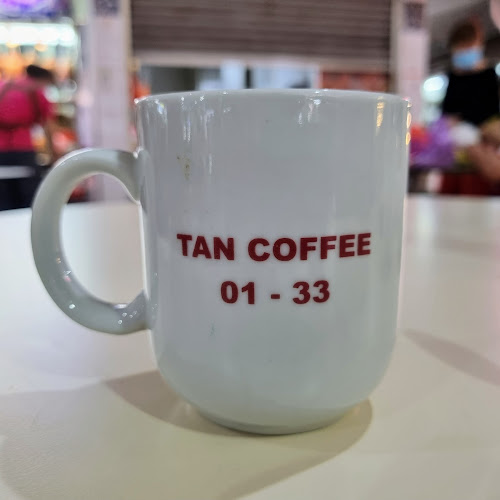 TAN COFFEE
01 - 33